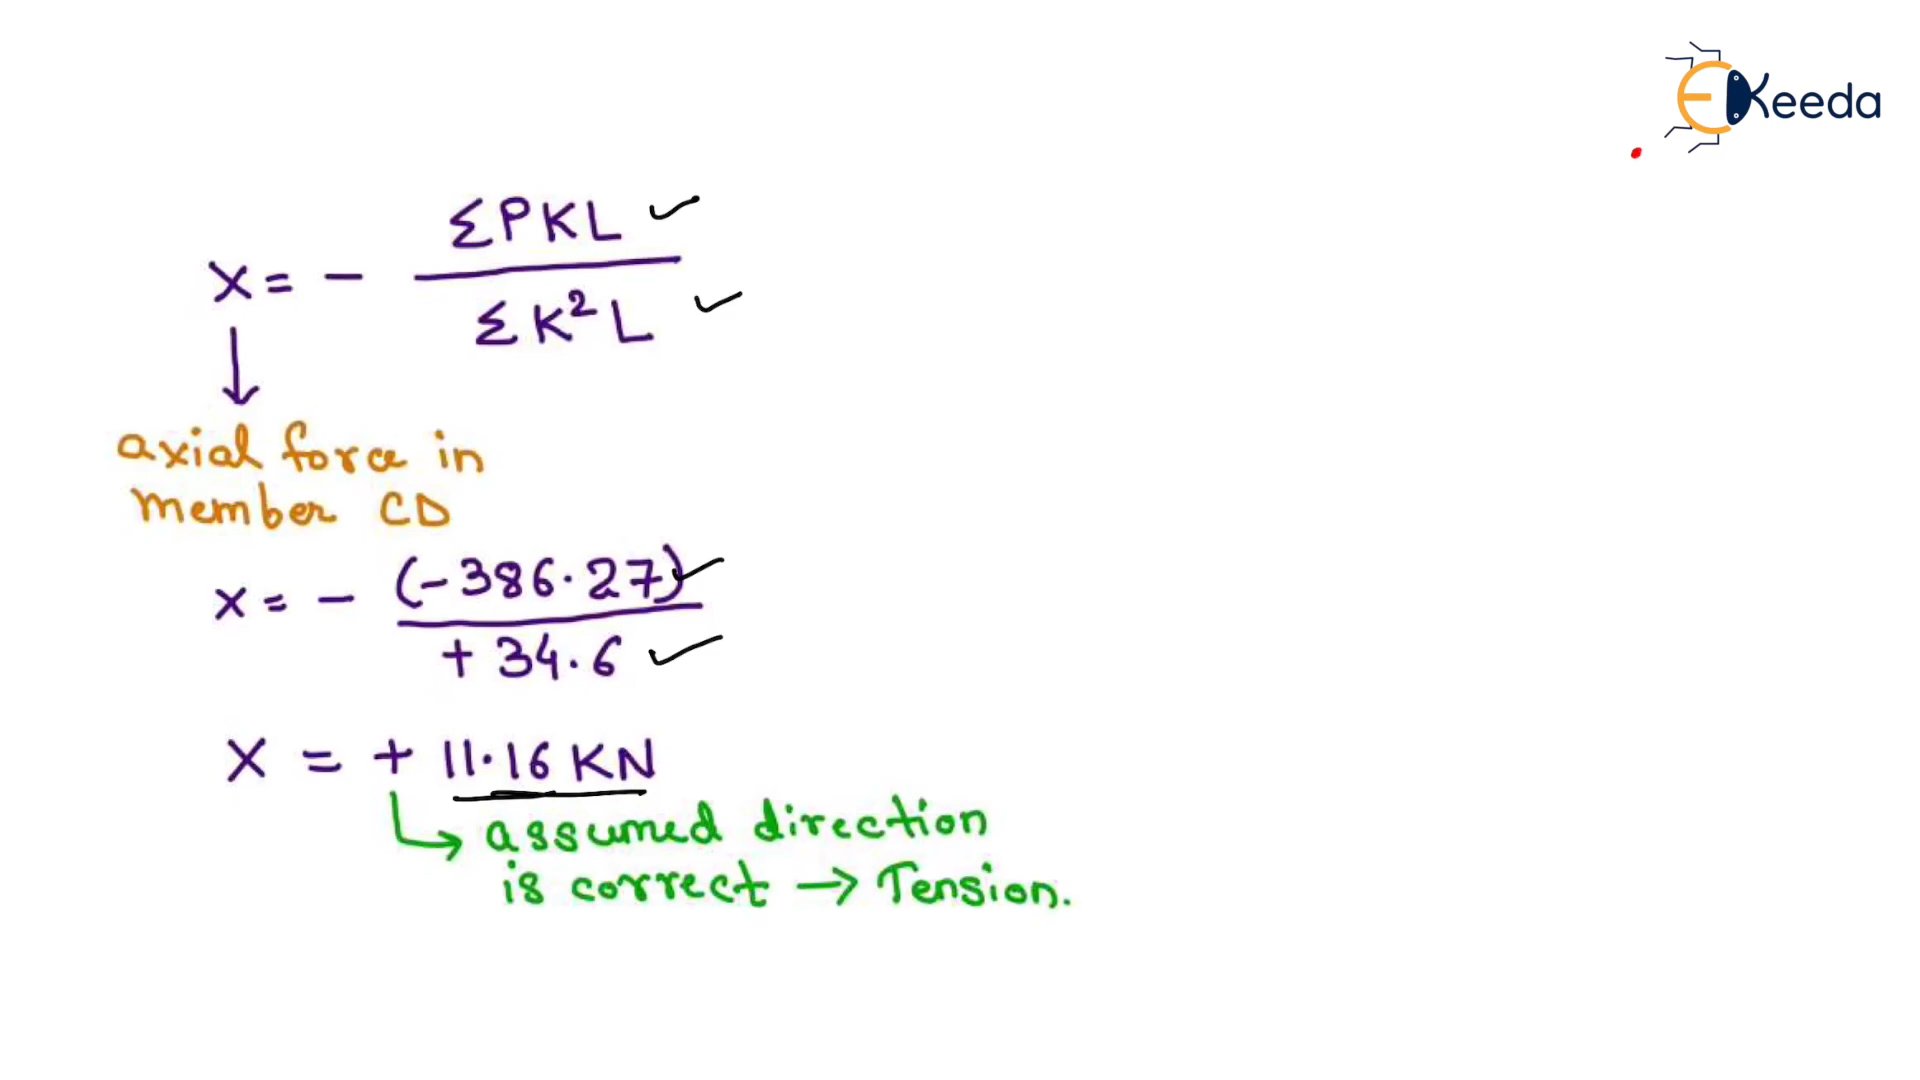 EKeeda
x = - ΣPKL / ΣK²L
axial force in
member CD
x = - (-386.27) / + 34.6
x = + 11.16 KN
assumed direction
is correct → Tension.